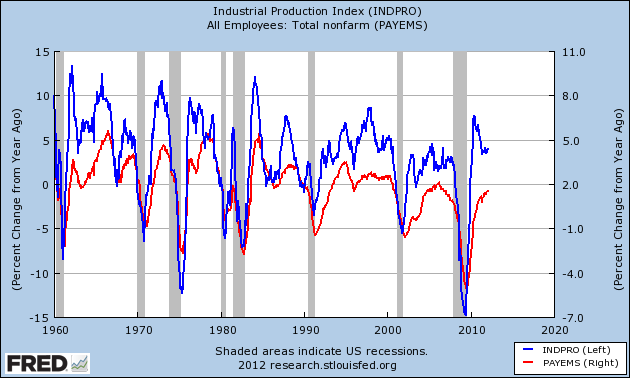 Industrial Production Index (INDPRO)
All Employees: Total nonfarm (PAYEMS)
15
10
5
0
-5
-10
-15
(Percent Change from Year Ago)
11.0
8.0
5.0
2.0
-1.0
-4.0
-7.0
(Percent Change from Year Ago)
1960 1970 1980 1990 2000 2010 2020
Shaded areas indicate US recessions.
2012 research.stlouisfed.org
FRED
INDPRO (Left)
PAYEMS (Right)